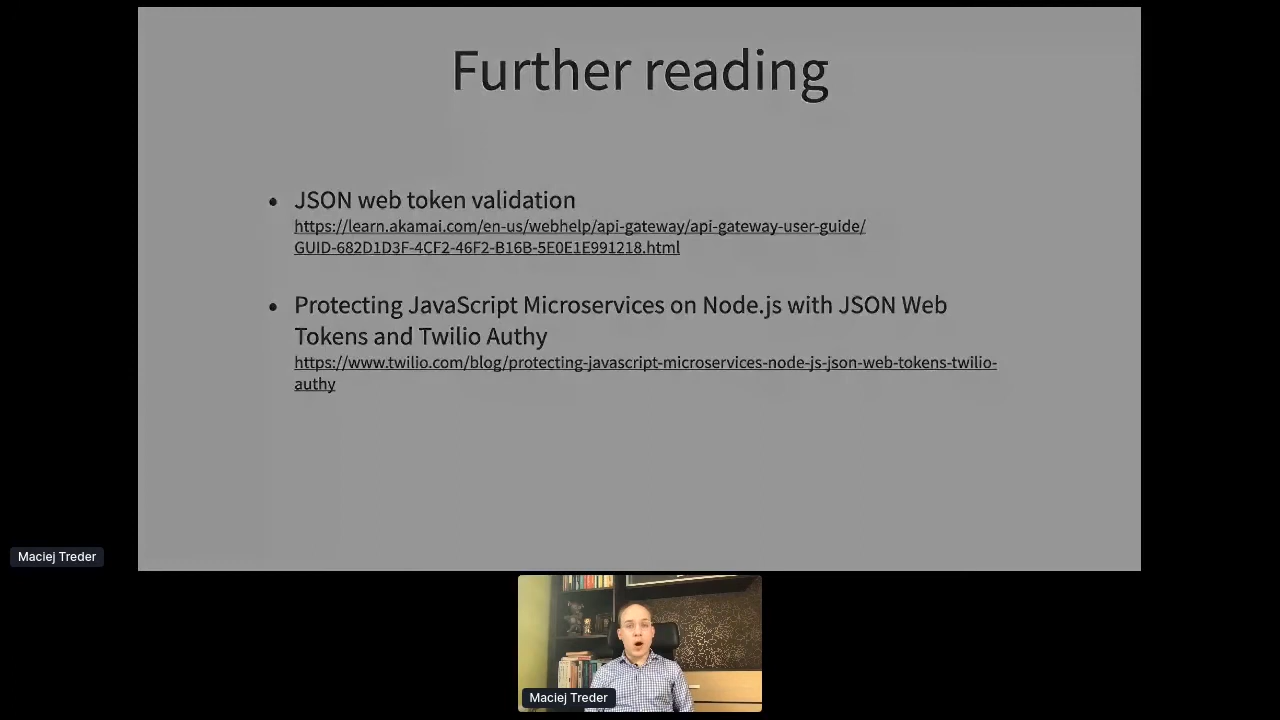 Further reading
• JSON web token validation
https://learn.akamai.com/en-us/webhelp/api-gateway/api-gateway-user-guide/
GUID-682D1D3F-4CF2-46F2-B16B-5E0E1E991218.html
• Protecting JavaScript Microservices on Node.js with JSON Web
Tokens and Twilio Authy
https://www.twilio.com/blog/protecting-javascript-microservices-node-js-json-web-tokens-twilio-
authy
Maciej Treder
Maciej Treder